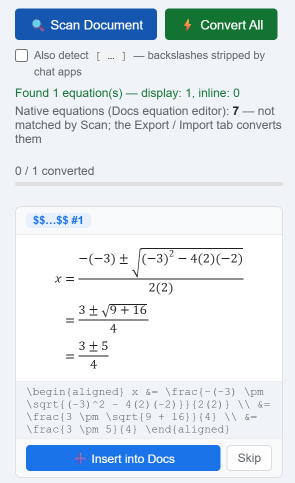 🔍 Scan Document
⚡ Convert All
Also detect [ … ] — backslashes stripped by
chat apps
Found 1 equation(s) — display: 1, inline: 0
Native equations (Docs equation editor): 7 — not
matched by Scan; the Export / Import tab converts
them
0 / 1 converted
$$…$$ #1
x = \frac{-(-3) ± \sqrt{(-3)^2 − 4(2)(−2)}}{2(2)}
= \frac{3 ± \sqrt{9 + 16}}{4}
= \frac{3 ± 5}{4}
\begin{aligned} x &= \frac{-(-3) \pm
\sqrt{(-3)^2 - 4(2)(-2)}}{2(2)} \\ &=
\frac{3 \pm \sqrt{9 + 16}}{4} \\ &=
\frac{3 \pm 5}{4} \end{aligned}
➕ Insert into Docs
Skip